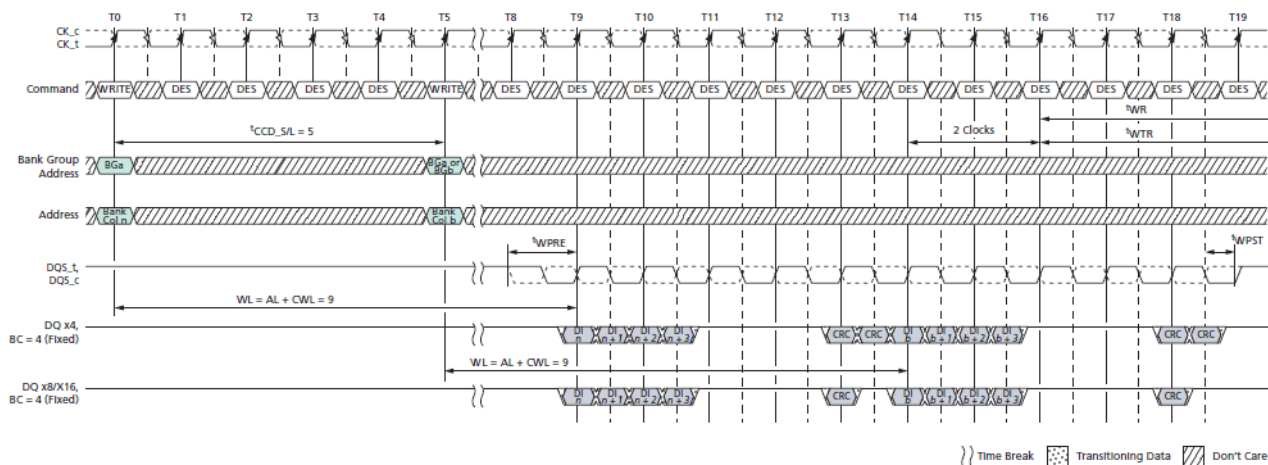 T0 T1 T2 T3 T4 T5 T8 T9 T10 T11 T12 T13 T14 T15 T16 T17 T18 T19
CK_c
CK_t
Command WRITE DES DES DES DES WRITE DES DES DES DES DES DES DES DES DES DES DES DES
tWR
tCCD_S/L = 5
2 Clocks
tWTR
Bank Group
Address
BGa
BGa or
BGb
Address
Bank
Col n
Bank
Col b
tWPRE
tWPST
DQS_t,
DQS_c
WL = AL + CWL = 9
DQ x4,
BC = 4 (Fixed)
DI
n
DI
n + 1
DI
n + 2
DI
n + 3
CRC CRC
DI
b
DI
b + 1
DI
b + 2
DI
b + 3
CRC CRC
WL = AL + CWL = 9
DQ x8/X16,
BC = 4 (Fixed)
DI
n
DI
n + 1
DI
n + 2
DI
n + 3
CRC
DI
b
DI
b + 1
DI
b + 2
DI
b + 3
CRC
Time Break Transitioning Data Don't Care